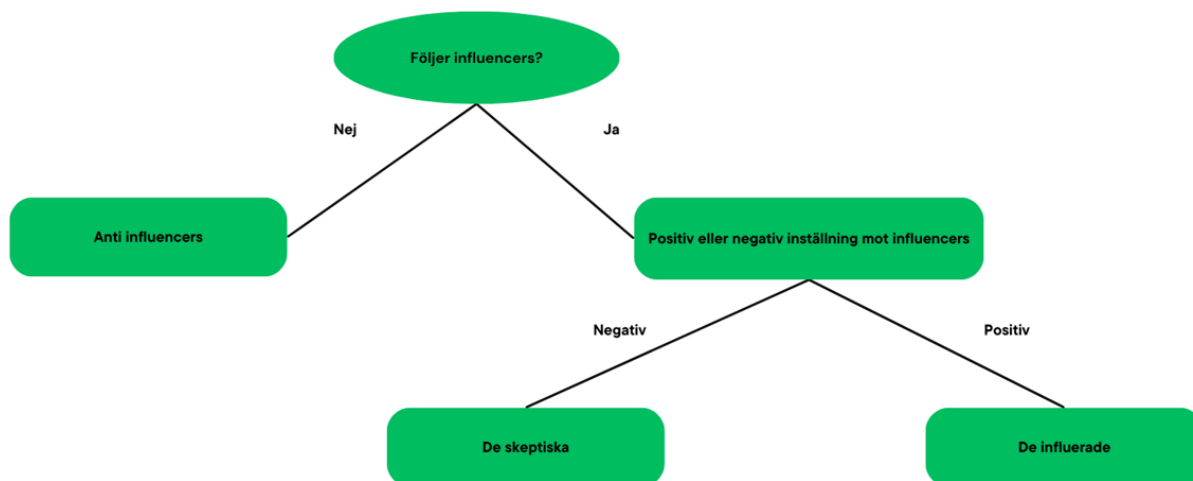 Följer influencers?
Nej
Ja
Anti influencers
Positiv eller negativ inställning mot influencers
Negativ
Positiv
De skeptiska
De influerade